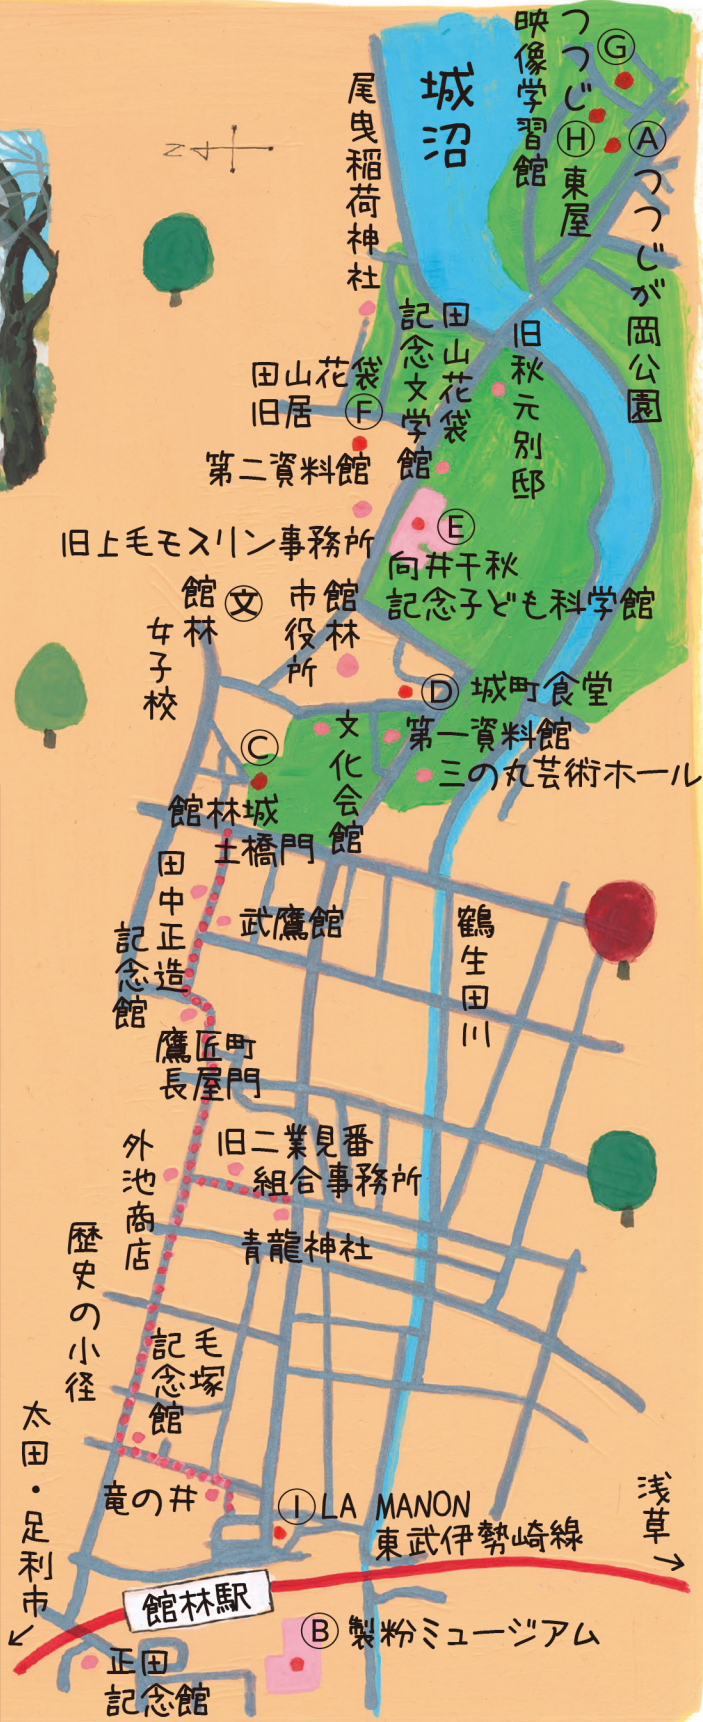 城沼
つつじ
映像学習館
Ⓖ
Ⓗ東屋
Ⓐつつじが岡公園
N
尾曳稲荷神社
田山花袋
記念文学館
旧秋元別邸
田山花袋
旧居Ⓕ
第二資料館
旧上毛モスリン事務所
Ⓔ
向井千秋
記念子ども科学館
文
館林
女子校
館林
市役所
Ⓓ城町食堂
第一資料館
三の丸芸術ホール
文化会館
Ⓒ
館林城
土橋門
田中正造
記念館
武鷹館
鶴生田川
鷹匠町
長屋門
外池商店
旧二業見番
組合事務所
青龍神社
歴史の小径
毛塚
記念館
竜の井
ⒾLA MANON
東武伊勢崎線
浅草
太田・足利市
館林駅
Ⓑ製粉ミュージアム
正田
記念館